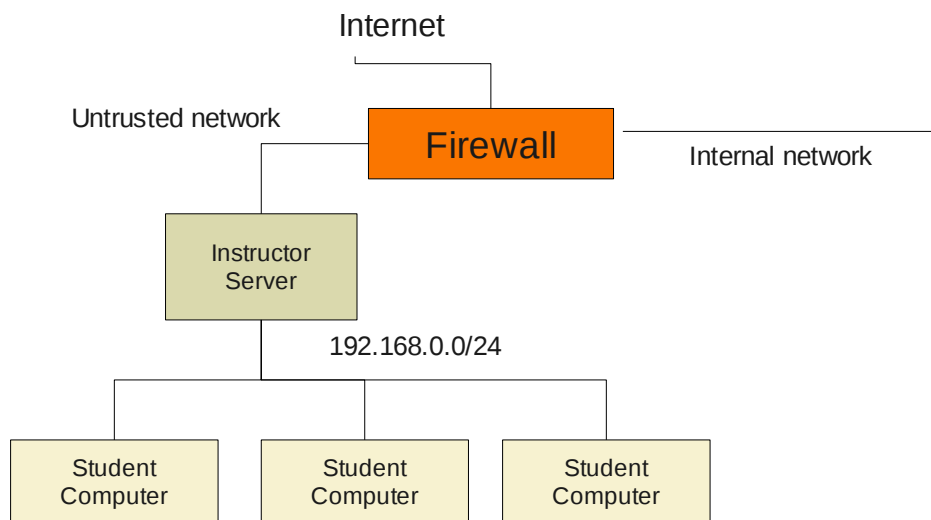 Internet
Untrusted network
Firewall
Internal network
Instructor
Server
192.168.0.0/24
Student
Computer
Student
Computer
Student
Computer